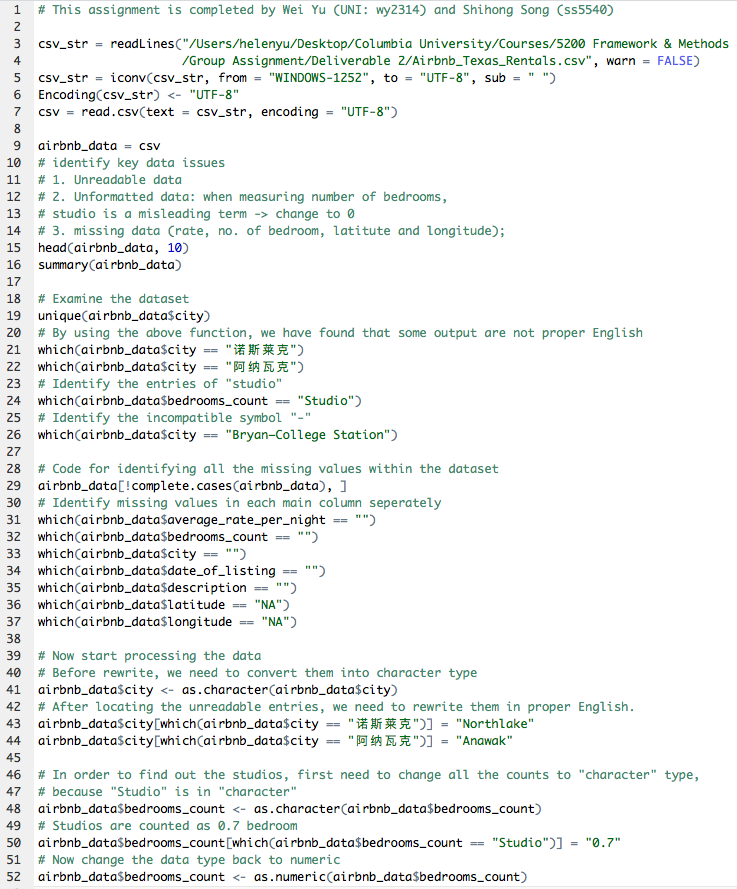 1 # This assignment is completed by Wei Yu (UNI: wy2314) and Shihong Song (ss5540)
2
3 csv_str = readLines("/Users/helenyu/Desktop/Columbia University/Courses/5200 Framework & Methods
4 /Group Assignment/Deliverable 2/Airbnb_Texas_Rentals.csv", warn = FALSE)
5 csv_str = iconv(csv_str, from = "WINDOWS-1252", to = "UTF-8", sub = " ")
6 Encoding(csv_str) <- "UTF-8"
7 csv = read.csv(text = csv_str, encoding = "UTF-8")
8
9 airbnb_data = csv
10 # identify key data issues
11 # 1. Unreadable data
12 # 2. Unformatted data: when measuring number of bedrooms,
13 # studio is a misleading term -> change to 0
14 # 3. missing data (rate, no. of bedroom, latitute and longitude);
15 head(airbnb_data, 10)
16 summary(airbnb_data)
17
18 # Examine the dataset
19 unique(airbnb_data$city)
20 # By using the above function, we have found that some output are not proper English
21 which(airbnb_data$city == "诺斯莱克")
22 which(airbnb_data$city == "阿纳瓦克")
23 # Identify the entries of "studio"
24 which(airbnb_data$bedrooms_count == "Studio")
25 # Identify the incompatible symbol "-"
26 which(airbnb_data$city == "Bryan–College Station")
27
28 # Code for identifying all the missing values within the dataset
29 airbnb_data[!complete.cases(airbnb_data), ]
30 # Identify missing values in each main column seperately
31 which(airbnb_data$average_rate_per_night == "")
32 which(airbnb_data$bedrooms_count == "")
33 which(airbnb_data$city == "")
34 which(airbnb_data$date_of_listing == "")
35 which(airbnb_data$description == "")
36 which(airbnb_data$latitude == "NA")
37 which(airbnb_data$longitude == "NA")
38
39 # Now start processing the data
40 # Before rewrite, we need to convert them into character type
41 airbnb_data$city <- as.character(airbnb_data$city)
42 # After locating the unreadable entries, we need to rewrite them in proper English.
43 airbnb_data$city[which(airbnb_data$city == "诺斯莱克")] = "Northlake"
44 airbnb_data$city[which(airbnb_data$city == "阿纳瓦克")] = "Anawak"
45
46 # In order to find out the studios, first need to change all the counts to "character" type,
47 # because "Studio" is in "character"
48 airbnb_data$bedrooms_count <- as.character(airbnb_data$bedrooms_count)
49 # Studios are counted as 0.7 bedroom
50 airbnb_data$bedrooms_count[which(airbnb_data$bedrooms_count == "Studio")] = "0.7"
51 # Now change the data type back to numeric
52 airbnb_data$bedrooms_count <- as.numeric(airbnb_data$bedrooms_count)